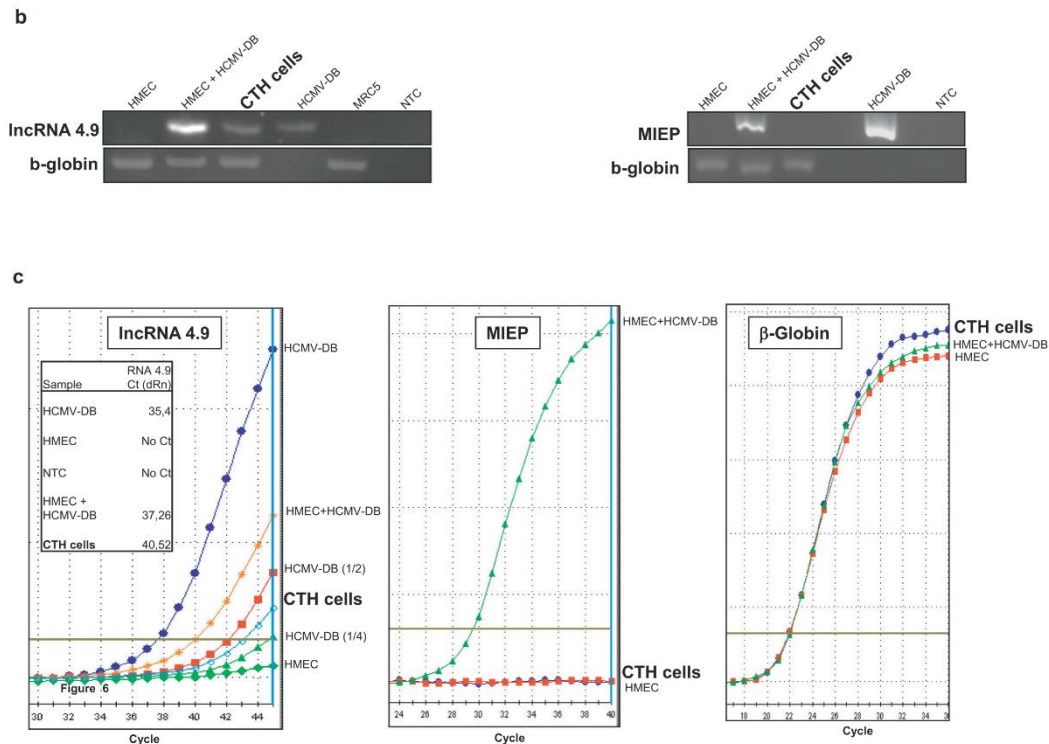 b
HMEC
HMEC + HCMV-DB
CTH cells
HCMV-DB
MRC5
NTC
lncRNA 4.9
b-globin
HMEC
HMEC + HCMV-DB
CTH cells
HCMV-DB
NTC
MIEP
b-globin
c
lncRNA 4.9
RNA 4.9
Sample Ct (dRn)
HCMV-DB 35,4
HMEC No Ct
NTC No Ct
HMEC +
HCMV-DB 37,26
CTH cells 40,52
HCMV-DB
HMEC+HCMV-DB
HCMV-DB (1/2)
CTH cells
HCMV-DB (1/4)
HMEC
Figure 6
30 32 34 36 38 40 42 44
Cycle
MIEP
HMEC+HCMV-DB
CTH cells
HMEC
24 26 28 30 32 34 36 38 40
Cycle
β-Globin
CTH cells
HMEC+HCMV-DB
HMEC
18 20 22 24 26 28 30 32 34 36
Cycle